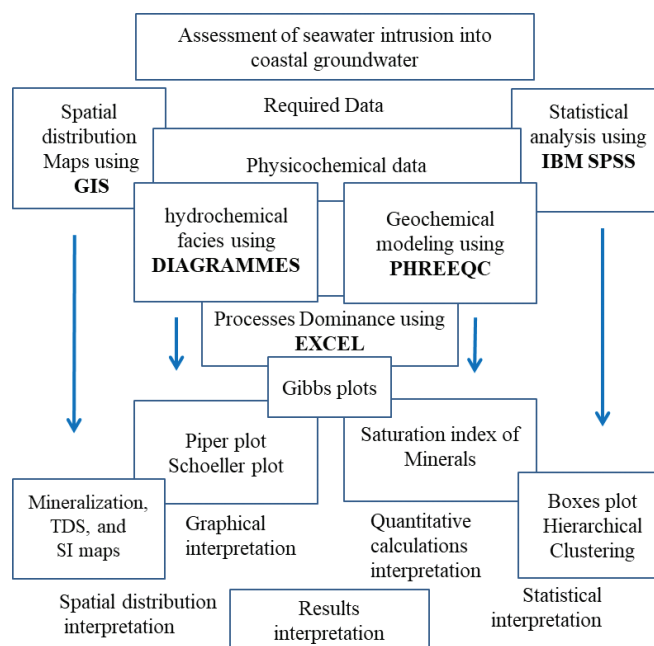 Assessment of seawater intrusion into
coastal groundwater
Required Data
Spatial
distribution
Maps using
GIS
Statistical
analysis using
IBM SPSS
Physicochemical data
hydrochemical
facies using
DIAGRAMMES
Geochemical
modeling using
PHREEQC
Processes Dominance using
EXCEL
Gibbs plots
Piper plot
Schoeller plot
Saturation index of
Minerals
Mineralization,
TDS, and
SI maps
Boxes plot
Hierarchical
Clustering
Graphical
interpretation
Quantitative
calculations
interpretation
Spatial distribution
interpretation
Statistical
interpretation
Results
interpretation